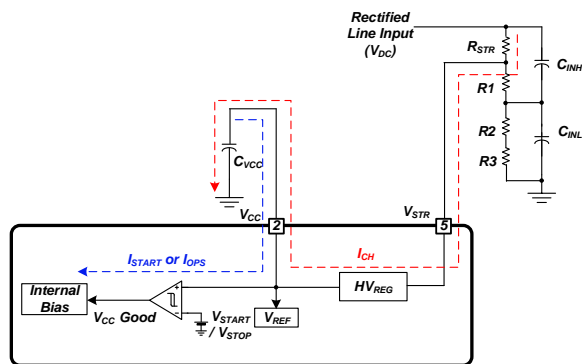 Rectified
Line Input
(VDC)
RSTR
CINH
R1
R2
CINL
R3
CVCC
VCC
2
VSTR
5
ISTART or IOPS
ICH
Internal
Bias
VCC Good
+
-
VSTART
/ VSTOP
VREF
HVREG